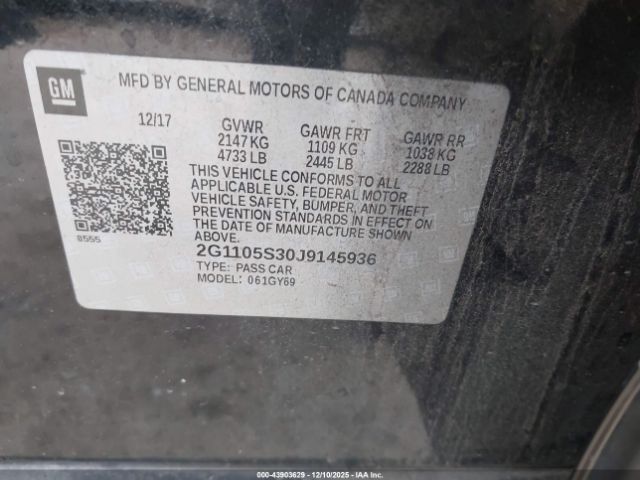 GM
MFD BY GENERAL MOTORS OF CANADA COMPANY
12/17
GVWR
2147 KG
4733 LB
GAWR FRT
1109 KG
2445 LB
GAWR RR
1038 KG
2288 LB
THIS VEHICLE CONFORMS TO ALL
APPLICABLE U.S. FEDERAL MOTOR
VEHICLE SAFETY, BUMPER, AND THEFT
PREVENTION STANDARDS IN EFFECT ON
THE DATE OF MANUFACTURE SHOWN
ABOVE.
8555
2G1105S30J9145936
TYPE: PASS CAR
MODEL: 061GY69
000-43903629 - 12/10/2025 - IAAI.COM